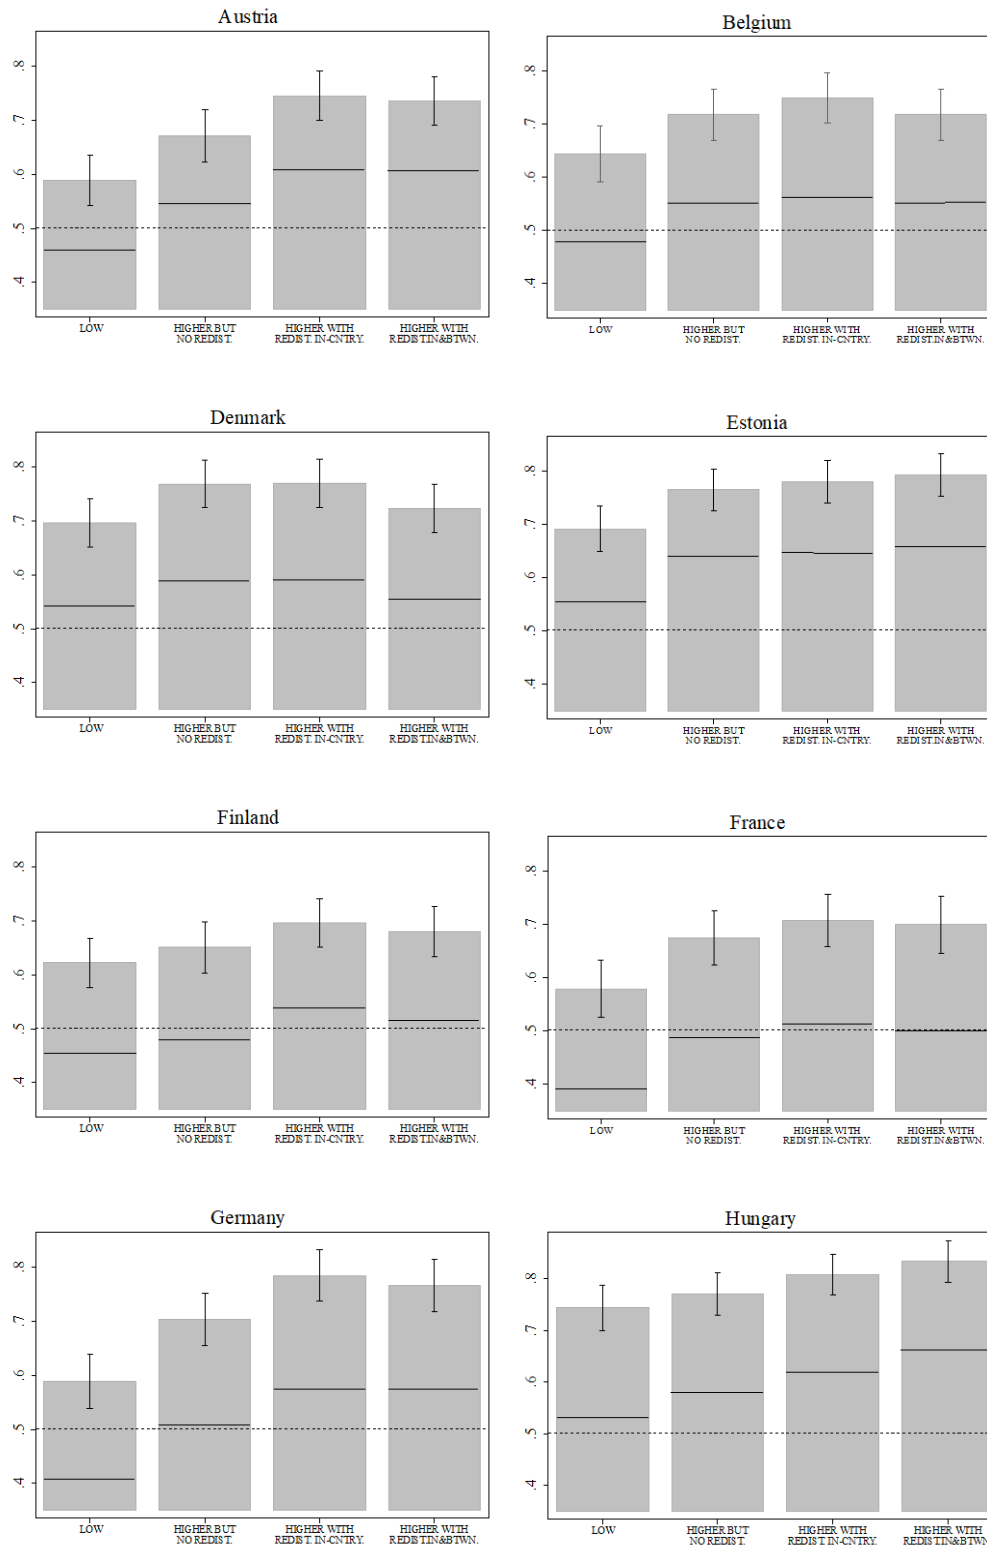 Austria
.8
.7
.6
.5
.4
LOW
HIGHER BUT
NO REDIST.
HIGHER WITH
REDIST. IN-CNTRY.
HIGHER WITH
REDIST.IN&BTWN.
Belgium
.8
.7
.6
.5
.4
LOW
HIGHER BUT
NO REDIST.
HIGHER WITH
REDIST. IN-CNTRY.
HIGHER WITH
REDIST.IN&BTWN.
Denmark
.8
.7
.6
.5
.4
LOW
HIGHER BUT
NO REDIST.
HIGHER WITH
REDIST. IN-CNTRY.
HIGHER WITH
REDIST.IN&BTWN.
Estonia
.8
.7
.6
.5
.4
LOW
HIGHER BUT
NO REDIST.
HIGHER WITH
REDIST. IN-CNTRY.
HIGHER WITH
REDIST.IN&BTWN.
Finland
.8
.7
.6
.5
.4
LOW
HIGHER BUT
NO REDIST.
HIGHER WITH
REDIST. IN-CNTRY.
HIGHER WITH
REDIST.IN&BTWN.
France
.8
.7
.6
.5
.4
LOW
HIGHER BUT
NO REDIST.
HIGHER WITH
REDIST. IN-CNTRY.
HIGHER WITH
REDIST.IN&BTWN.
Germany
.8
.7
.6
.5
.4
LOW
HIGHER BUT
NO REDIST.
HIGHER WITH
REDIST. IN-CNTRY.
HIGHER WITH
REDIST.IN&BTWN.
Hungary
.8
.7
.6
.5
.4
LOW
HIGHER BUT
NO REDIST.
HIGHER WITH
REDIST IN-CNTRY.
HIGHER WITH
REDIST.IN&BTWN